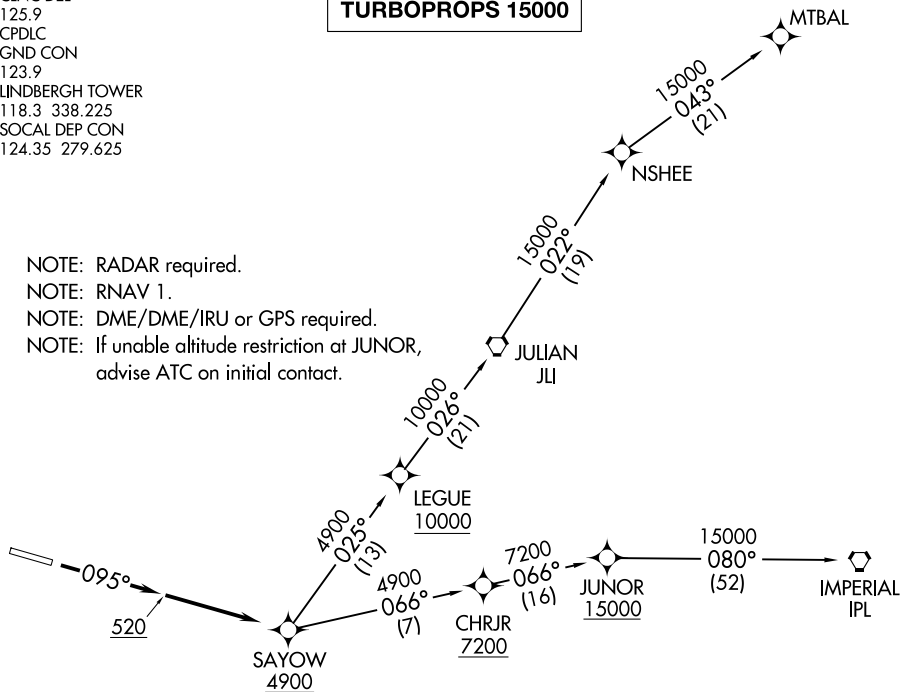 125.9
CPDLC
GND CON
123.9
LINDBERGH TOWER
118.3 338.225
SOCAL DEP CON
124.35 279.625
TURBOPROPS 15000
MTBAL
15000
043°
(21)
NSHEE
15000
022°
(19)
NOTE: RADAR required.
NOTE: RNAV 1.
NOTE: DME/DME/IRU or GPS required.
NOTE: If unable altitude restriction at JUNOR,
advise ATC on initial contact.
JULIAN
JLI
10000
026°
(21)
LEGUE
10000
4900
025°
(13)
095°
520
SAYOW
4900
4900
066°
(7)
CHRJR
7200
7200
066°
(16)
JUNOR
15000
15000
080°
(52)
IMPERIAL
IPL